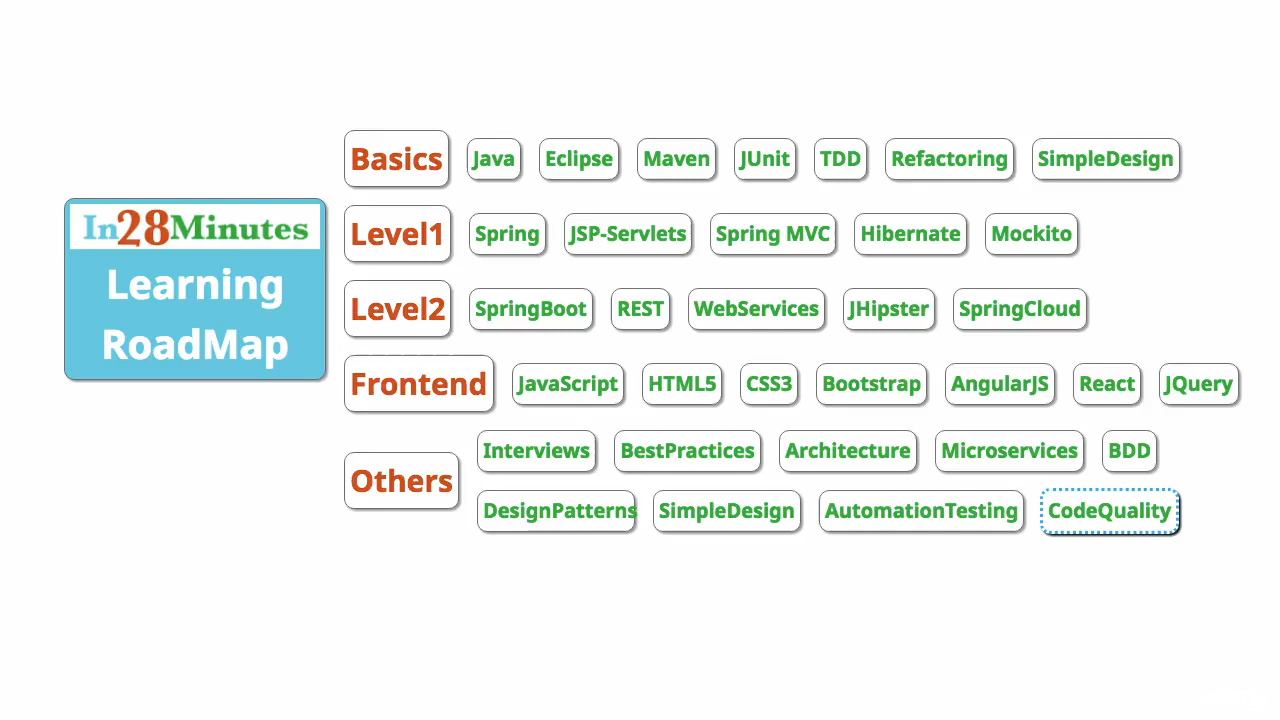 In28Minutes
Learning
RoadMap
Basics Java Eclipse Maven JUnit TDD Refactoring SimpleDesign
Level1 Spring JSP-Servlets Spring MVC Hibernate Mockito
Level2 SpringBoot REST WebServices JHipster SpringCloud
Frontend JavaScript HTML5 CSS3 Bootstrap AngularJS React JQuery
Others
Interviews BestPractices Architecture Microservices BDD
DesignPatterns SimpleDesign AutomationTesting CodeQuality